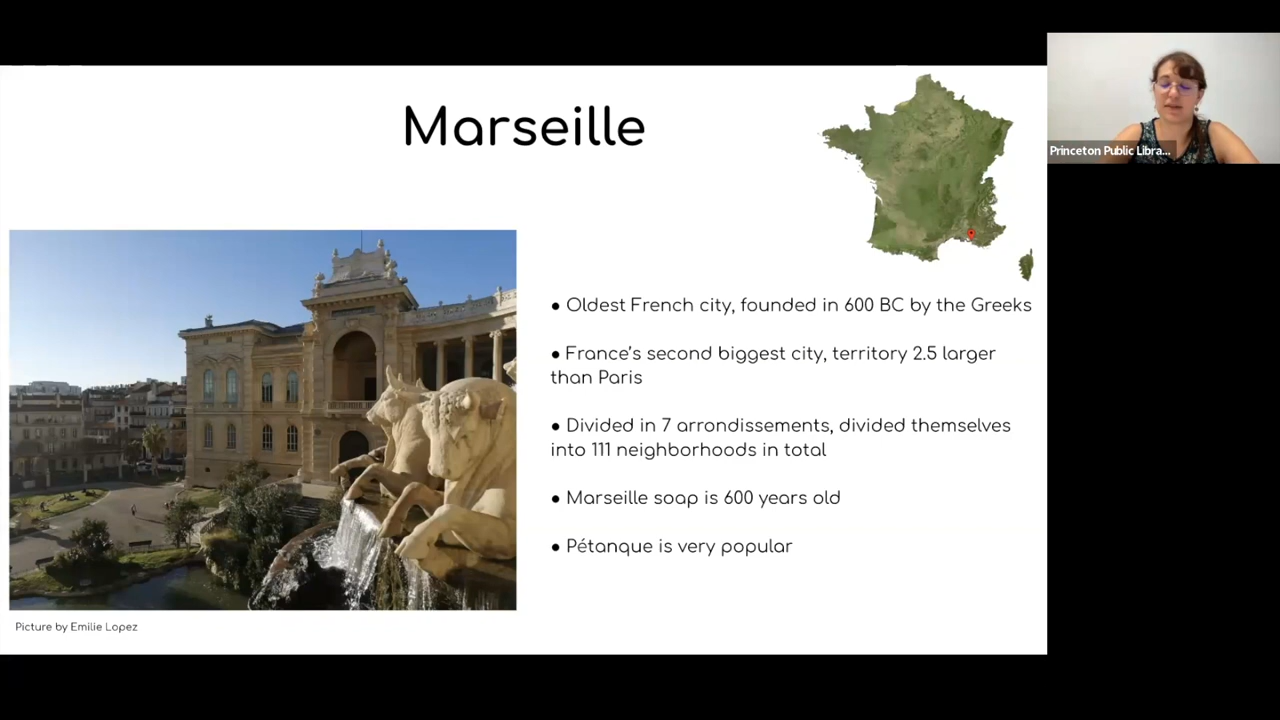 Marseille
Princeton Public Libra...
● Oldest French city, founded in 600 BC by the Greeks
● France's second biggest city, territory 2.5 larger
than Paris
● Divided in 7 arrondissements, divided themselves
into 111 neighborhoods in total
● Marseille soap is 600 years old
● Pétanque is very popular
Picture by Emilie Lopez